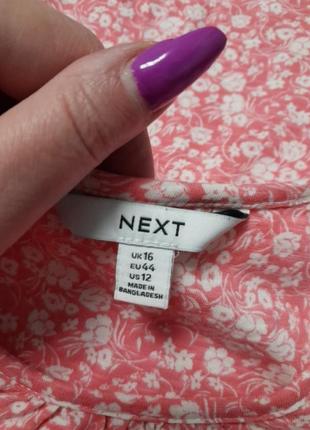 NEXT
UK 16
EU 44
US 12
MADE IN
BANGLADESH